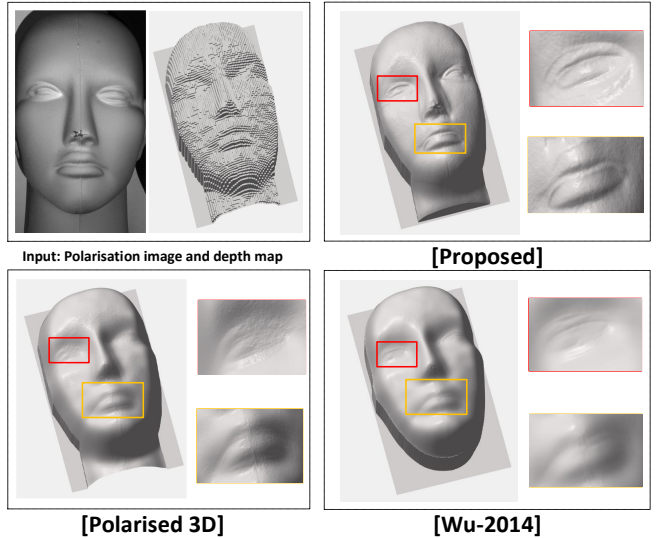 Input: Polarisation image and depth map
[Proposed]
[Polarised 3D]
[Wu-2014]